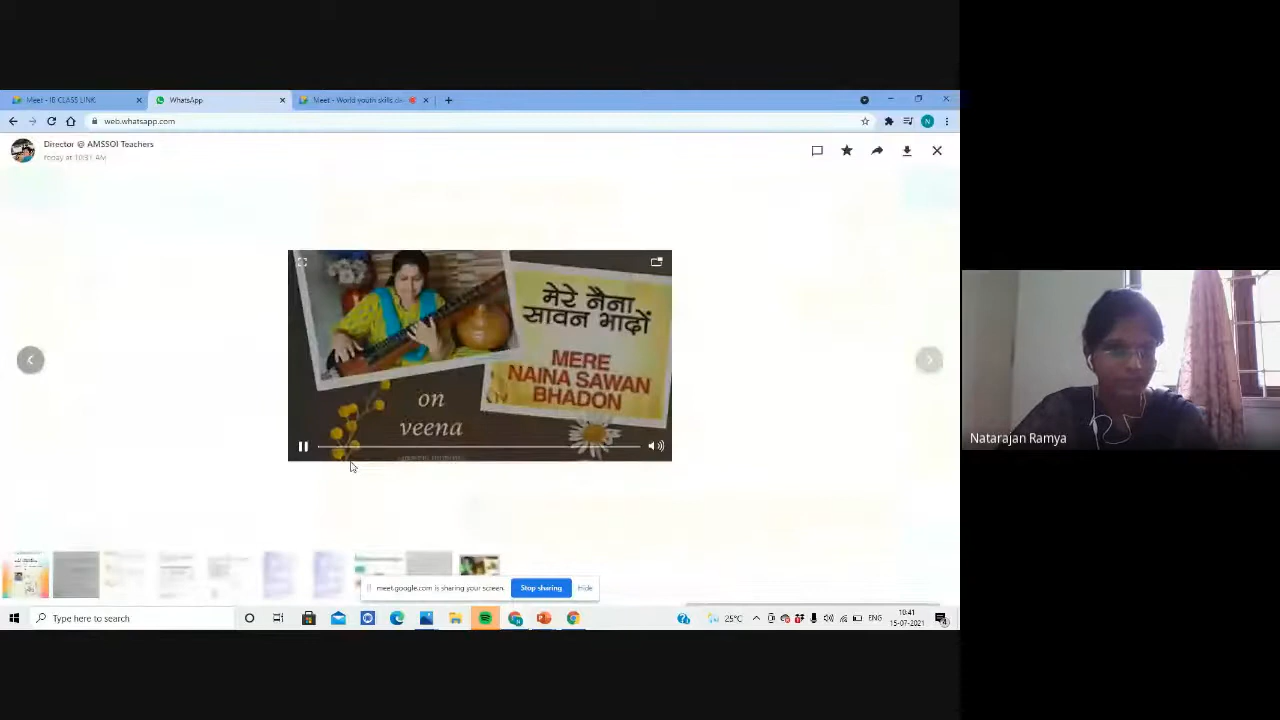 Meet - IB CLASS LINK
WhatsApp
Meet - World youth skills da
web.whatsapp.com
Director @ AMSSOI Teachers
today at 10:31 AM
मेरे नैना
सावन भादों
MERE
NAINA SAWAN
BHADON
on
veena
Natarajan Ramya
meet.google.com is sharing your screen.
Stop sharing
Hide
Type here to search
25°C
ENG
10:41
15-07-2021